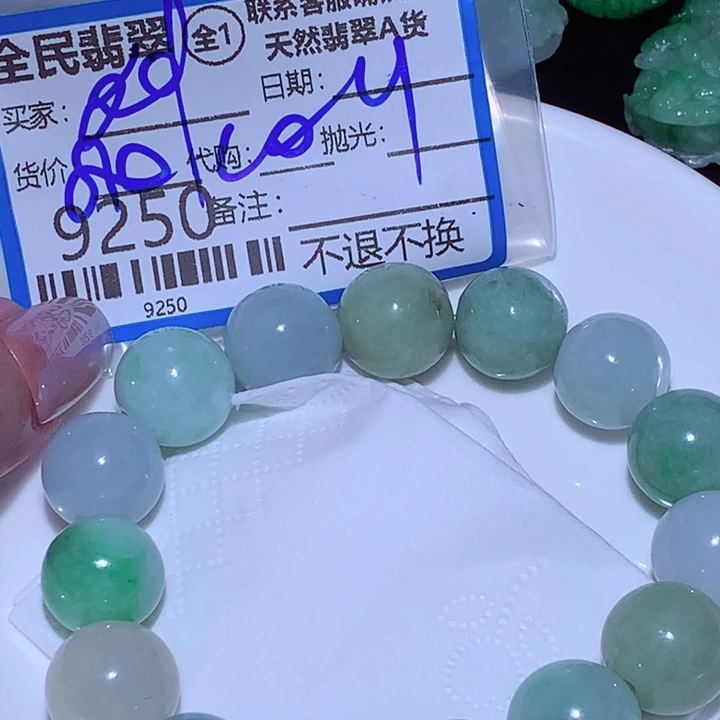 联系客服
全民翡翠 全1 天然翡翠A货
买家： 日期：
货价 代购： 抛光：
9250 备注：
不退不换
9250